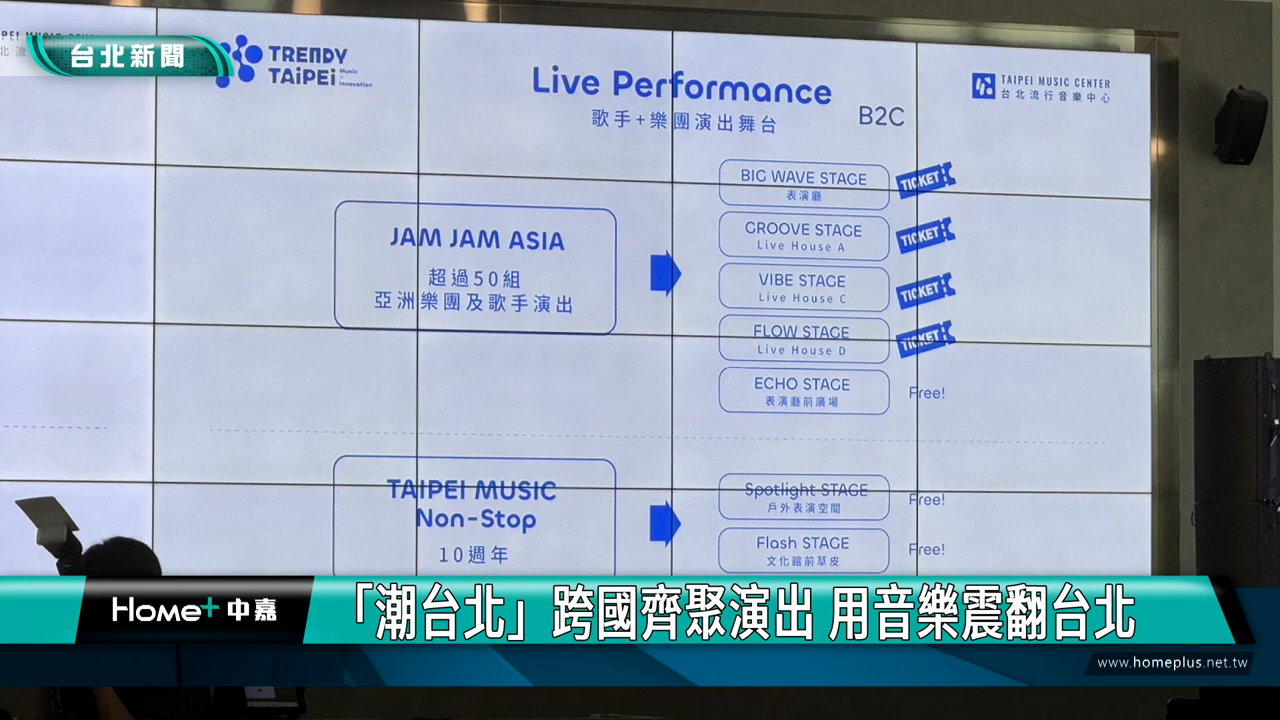 台北新聞
TRENDY
TAIPEI
Music
×
Innovation
Live Performance
歌手+樂團演出舞台
B2C
TAIPEI MUSIC CENTER
台北流行音樂中心
JAM JAM ASIA
超過50組
亞洲樂團及歌手演出
BIG WAVE STAGE
表演廳
TICKET
GROOVE STAGE
Live House A
TICKET
VIBE STAGE
Live House C
TICKET
FLOW STAGE
Live House D
TICKET
ECHO STAGE
表演廳前廣場
Free!
TAIPEI MUSIC
Non-Stop
10週年
Spotlight STAGE
戶外表演空間
Free!
Flash STAGE
文化館前草皮
Free!
Home+中嘉
「潮台北」跨國齊聚演出 用音樂震翻台北
www.homeplus.net.tw